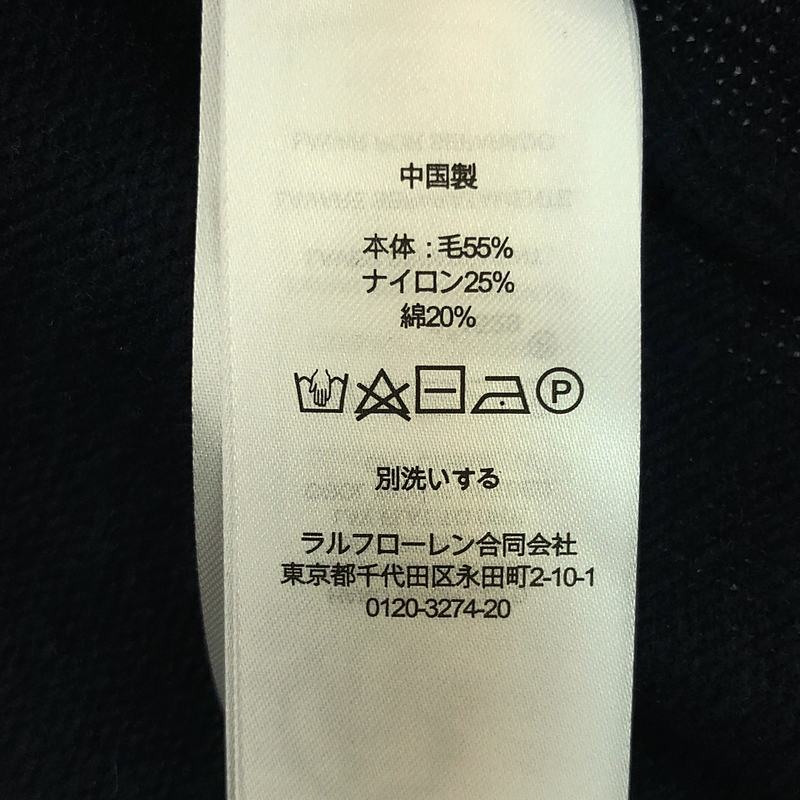 中国製
本体:毛55%
ナイロン25%
綿20%
P
別洗いする
ラルフローレン合同会社
東京都千代田区永田町2-10-1
0120-3274-20